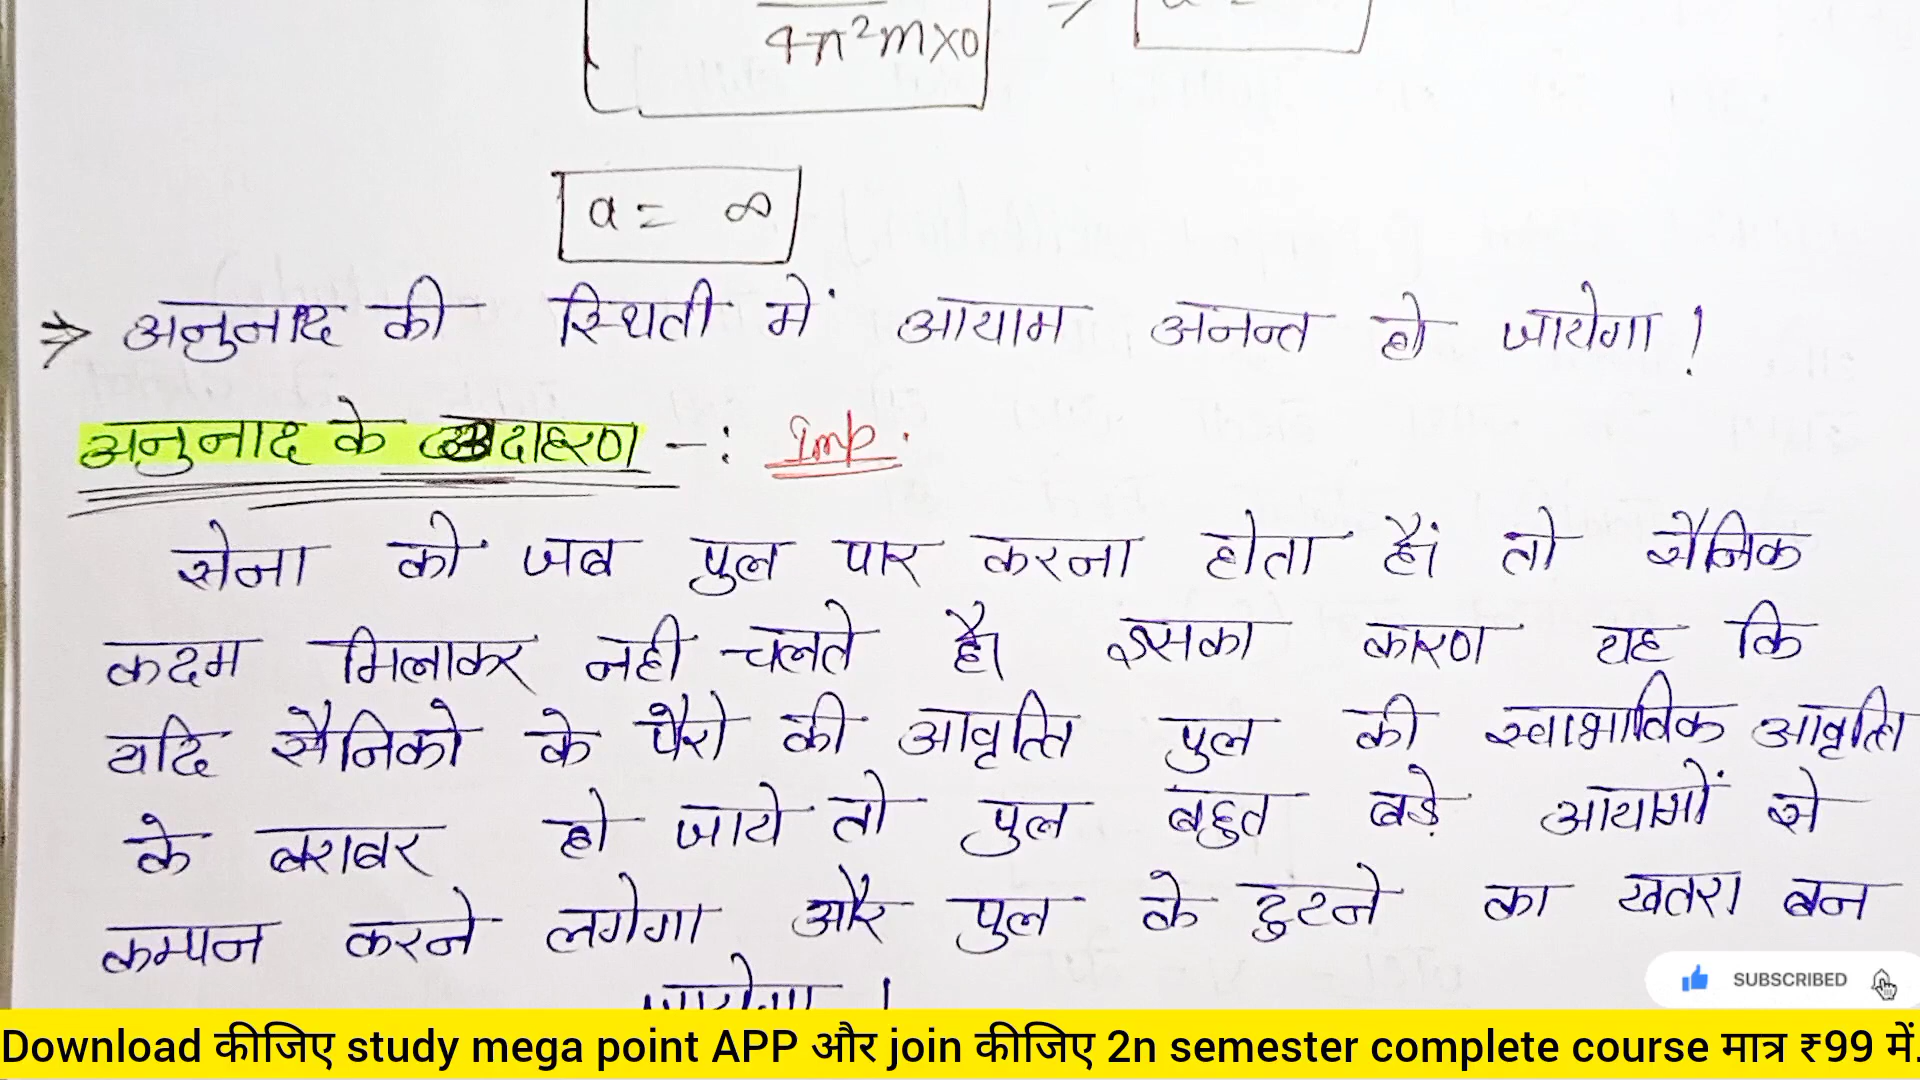 4π²m×0
a = ∞
⇒ अनुनाद की स्थिती में आयाम अनन्त हो जायेगा !
अनुनाद के उदाहरण -: Imp.
सेना को जब पुल पार करना होता हैं तो सैनिक
कदम मिलाकर नही चलते है। इसका कारण यह कि
यदि सैनिको के पैरो की आवृत्ति पुल की स्वाभाविक आवृत्ति
के बराबर हो जाये तो पुल बहुत बड़े आयामों से
कम्पन करने लगेगा और पुल के टुटने का खतरा बन
जायेगा !
SUBSCRIBED
Download कीजिए study mega point APP और join कीजिए 2n semester complete course मात्र ₹99 में.